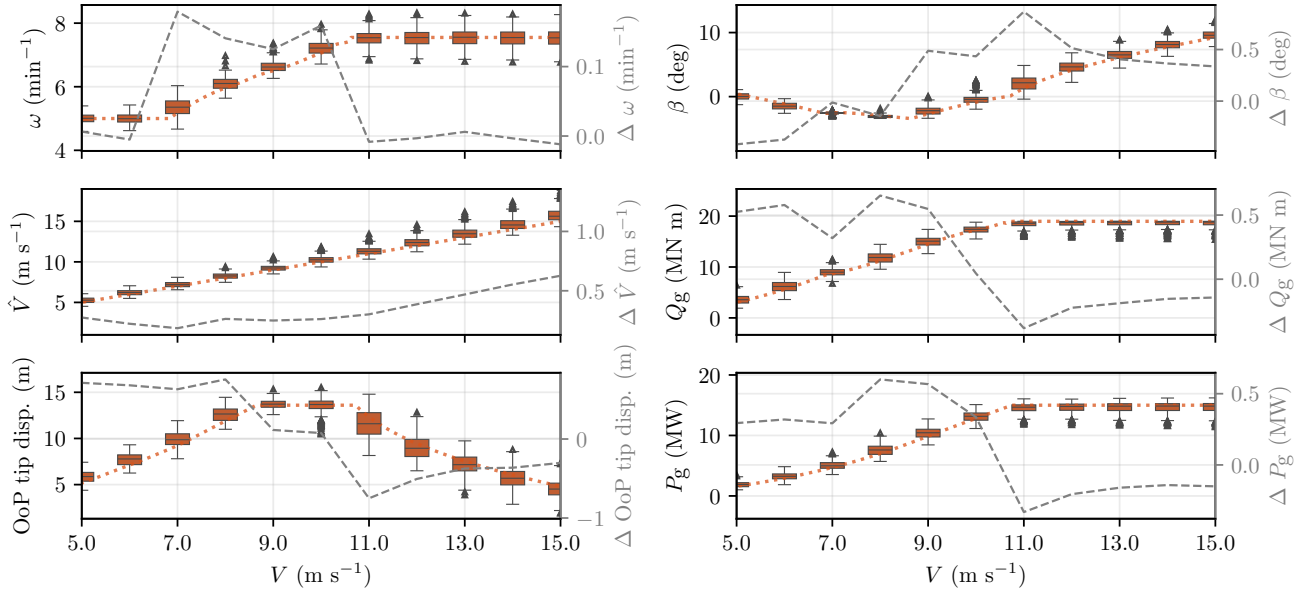 8
6
4
ω (min⁻¹)
0.1
0.0
Δ ω (min⁻¹)
10
0
β (deg)
0.5
0.0
Δ β (deg)
15
10
5
V̂ (m s⁻¹)
1.0
0.5
Δ V̂ (m s⁻¹)
20
10
0
Q_g (MN m)
0.5
0.0
Δ Q_g (MN m)
15
10
5
OoP tip disp. (m)
0
−1
Δ OoP tip disp. (m)
5.0 7.0 9.0 11.0 13.0 15.0
V (m s⁻¹)
20
10
0
P_g (MW)
0.5
0.0
Δ P_g (MW)
5.0 7.0 9.0 11.0 13.0 15.0
V (m s⁻¹)